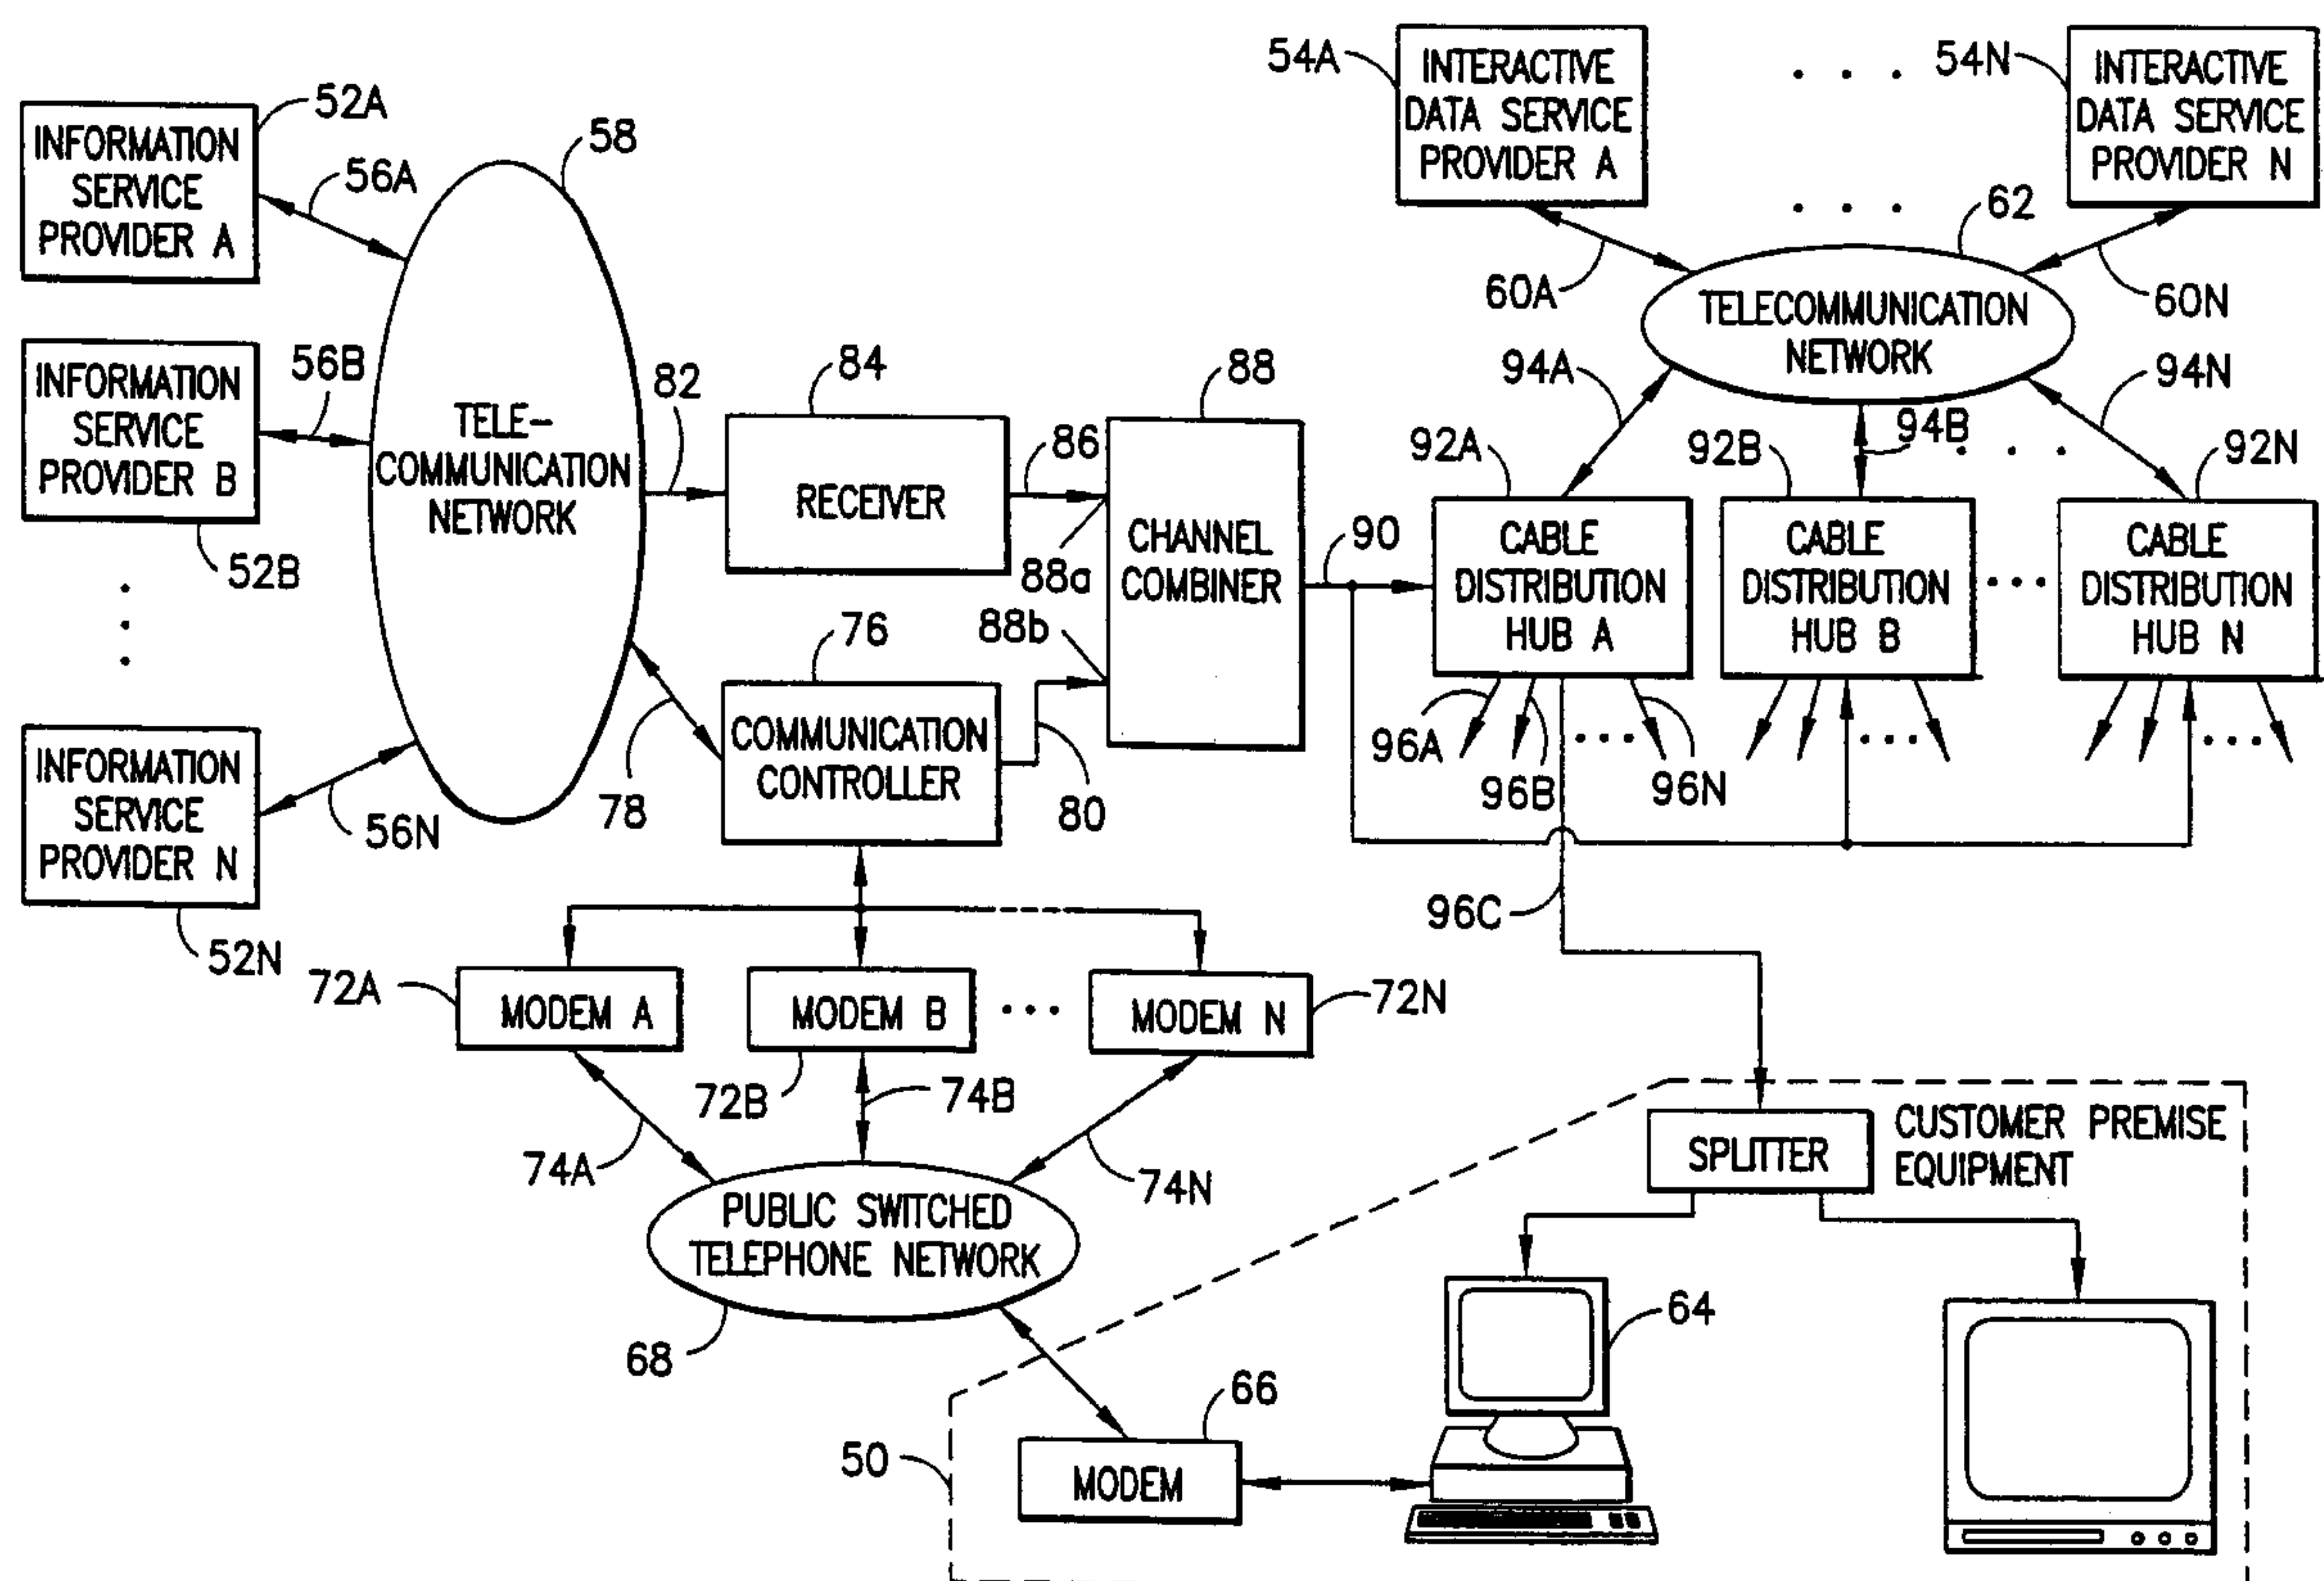 54A
INTERACTIVE
DATA SERVICE
PROVIDER A
. . .
54N
INTERACTIVE
DATA SERVICE
PROVIDER N
. . .
52A
INFORMATION
SERVICE
PROVIDER A
56A
58
60A
62
60N
TELECOMMUNICATION
NETWORK
INFORMATION
SERVICE
PROVIDER B
52B
56B
TELE-
COMMUNICATION
NETWORK
82
84
RECEIVER
86
88
88a
88b
CHANNEL
COMBINER
90
94A
94B
. . .
94N
92A
CABLE
DISTRIBUTION
HUB A
92B
CABLE
DISTRIBUTION
HUB B
...
92N
CABLE
DISTRIBUTION
HUB N
. . .
INFORMATION
SERVICE
PROVIDER N
52N
56N
78
76
COMMUNICATION
CONTROLLER
80
96A
96B
...
96N
...
...
96C
72A
MODEM A
72B
MODEM B
...
MODEM N
72N
74A
74B
74N
PUBLIC SWITCHED
TELEPHONE NETWORK
68
SPLITTER
CUSTOMER PREMISE
EQUIPMENT
64
66
MODEM
50